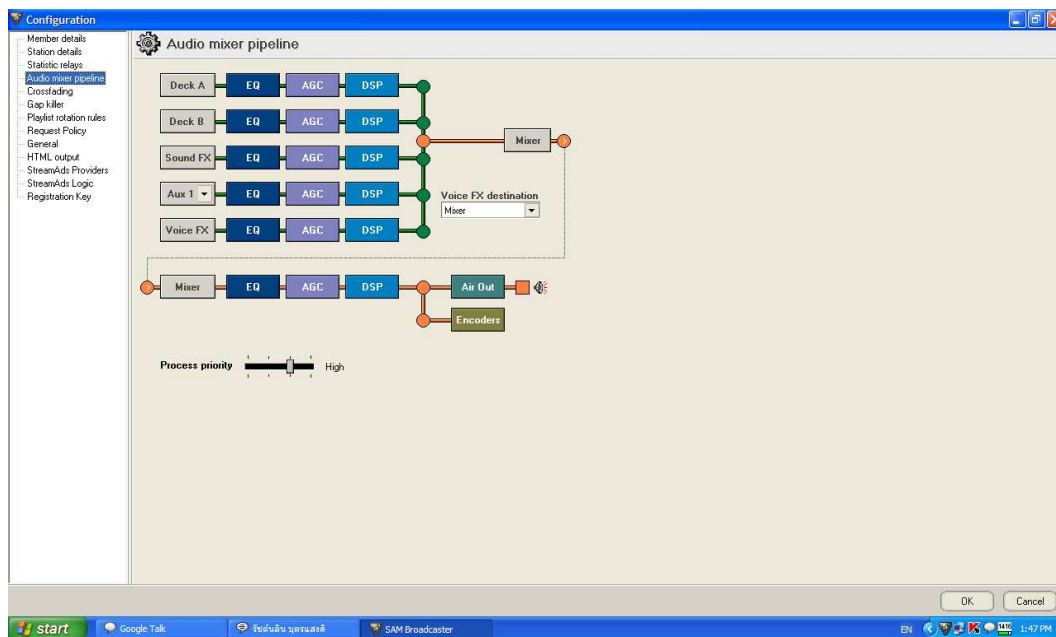 Configuration
Member details
Station details
Statistic relays
Audio mixer pipeline
Crossfading
Gap killer
Playlist rotation rules
Request Policy
General
HTML output
StreamAds Providers
StreamAds Logic
Registration Key
Audio mixer pipeline
Deck A EQ AGC DSP
Deck B EQ AGC DSP
Mixer
Sound FX EQ AGC DSP
Aux 1 EQ AGC DSP
Voice FX destination
Mixer
Voice FX EQ AGC DSP
Mixer EQ AGC DSP Air Out
Encoders
Process priority High
OK Cancel
start Google Talk SAM Broadcaster EN 1:47 PM